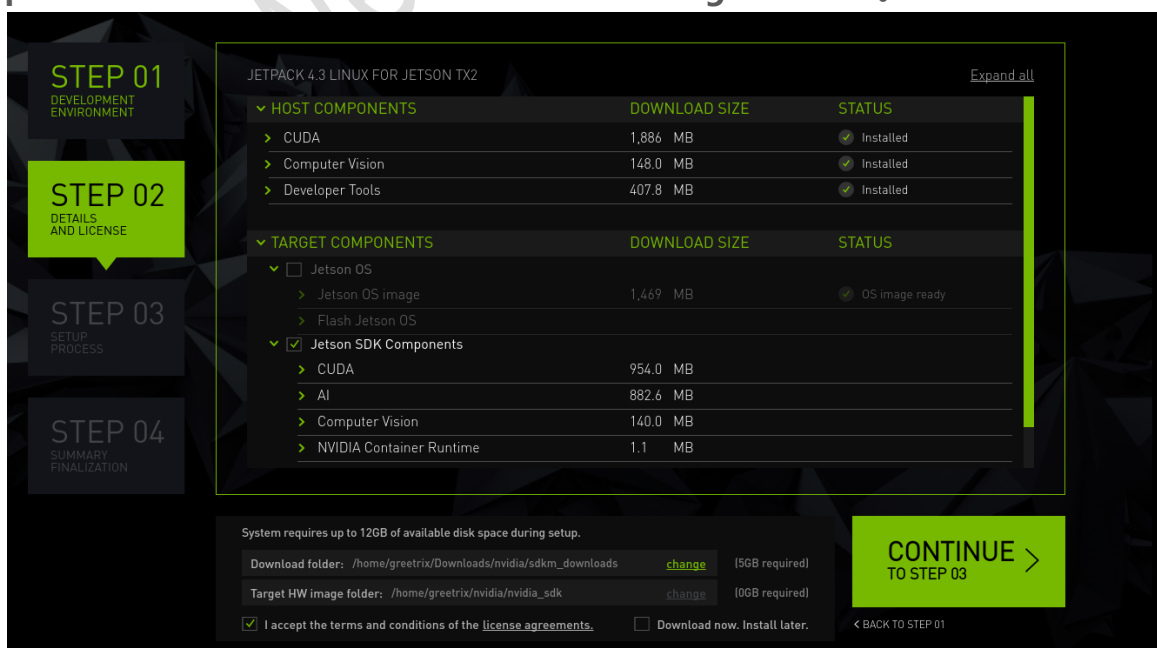 STEP 01
DEVELOPMENT
ENVIRONMENT
STEP 02
DETAILS
AND LICENSE
STEP 03
SETUP
PROCESS
STEP 04
SUMMARY
FINALIZATION
JETPACK 4.3 LINUX FOR JETSON TX2 Expand all
HOST COMPONENTS DOWNLOAD SIZE STATUS
CUDA 1,886 MB Installed
Computer Vision 148.0 MB Installed
Developer Tools 407.8 MB Installed
TARGET COMPONENTS DOWNLOAD SIZE STATUS
Jetson OS
Jetson OS image 1,469 MB OS image ready
Flash Jetson OS
Jetson SDK Components
CUDA 954.0 MB
AI 882.6 MB
Computer Vision 140.0 MB
NVIDIA Container Runtime 1.1 MB
System requires up to 12GB of available disk space during setup.
Download folder: /home/greetrix/Downloads/nvidia/sdkm_downloads change (5GB required)
Target HW image folder: /home/greetrix/nvidia/nvidia_sdk change (0GB required)
I accept the terms and conditions of the license agreements. Download now. Install later.
CONTINUE >
TO STEP 03
< BACK TO STEP 01